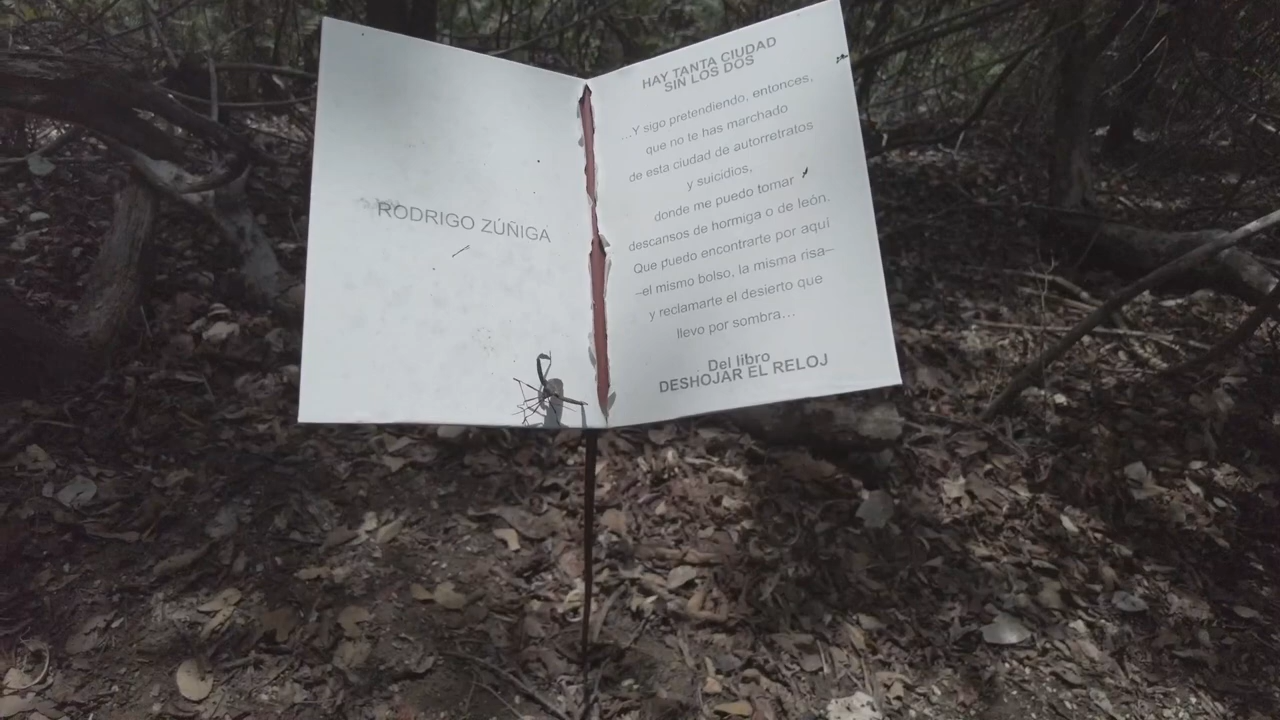 RODRIGO ZÚÑIGA
HAY TANTA CIUDAD
SIN LOS DOS
...Y sigo pretendiendo, entonces,
que no te has marchado
de esta ciudad de autorretratos
y suicidios,
donde me puedo tomar
descansos de hormiga o de león.
Que puedo encontrarte por aquí
–el mismo bolso, la misma risa–
y reclamarte el desierto que
llevo por sombra...
Del libro
DESHOJAR EL RELOJ